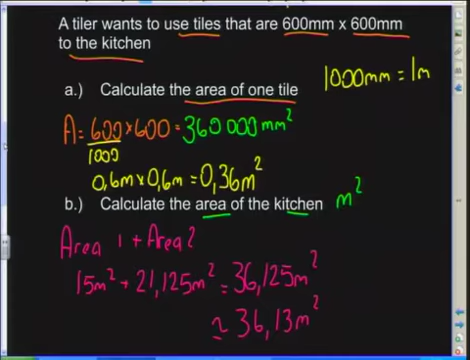 A tiler wants to use tiles that are 600mm x 600mm
to the kitchen
1000mm = 1m
a.) Calculate the area of one tile
A = 600 × 600 = 360 000 mm²
1000
0,6m × 0,6m = 0,36m²
b.) Calculate the area of the kitchen m²
Area 1 + Area 2
15m² + 21,125m² = 36,125m²
≃ 36,13m²